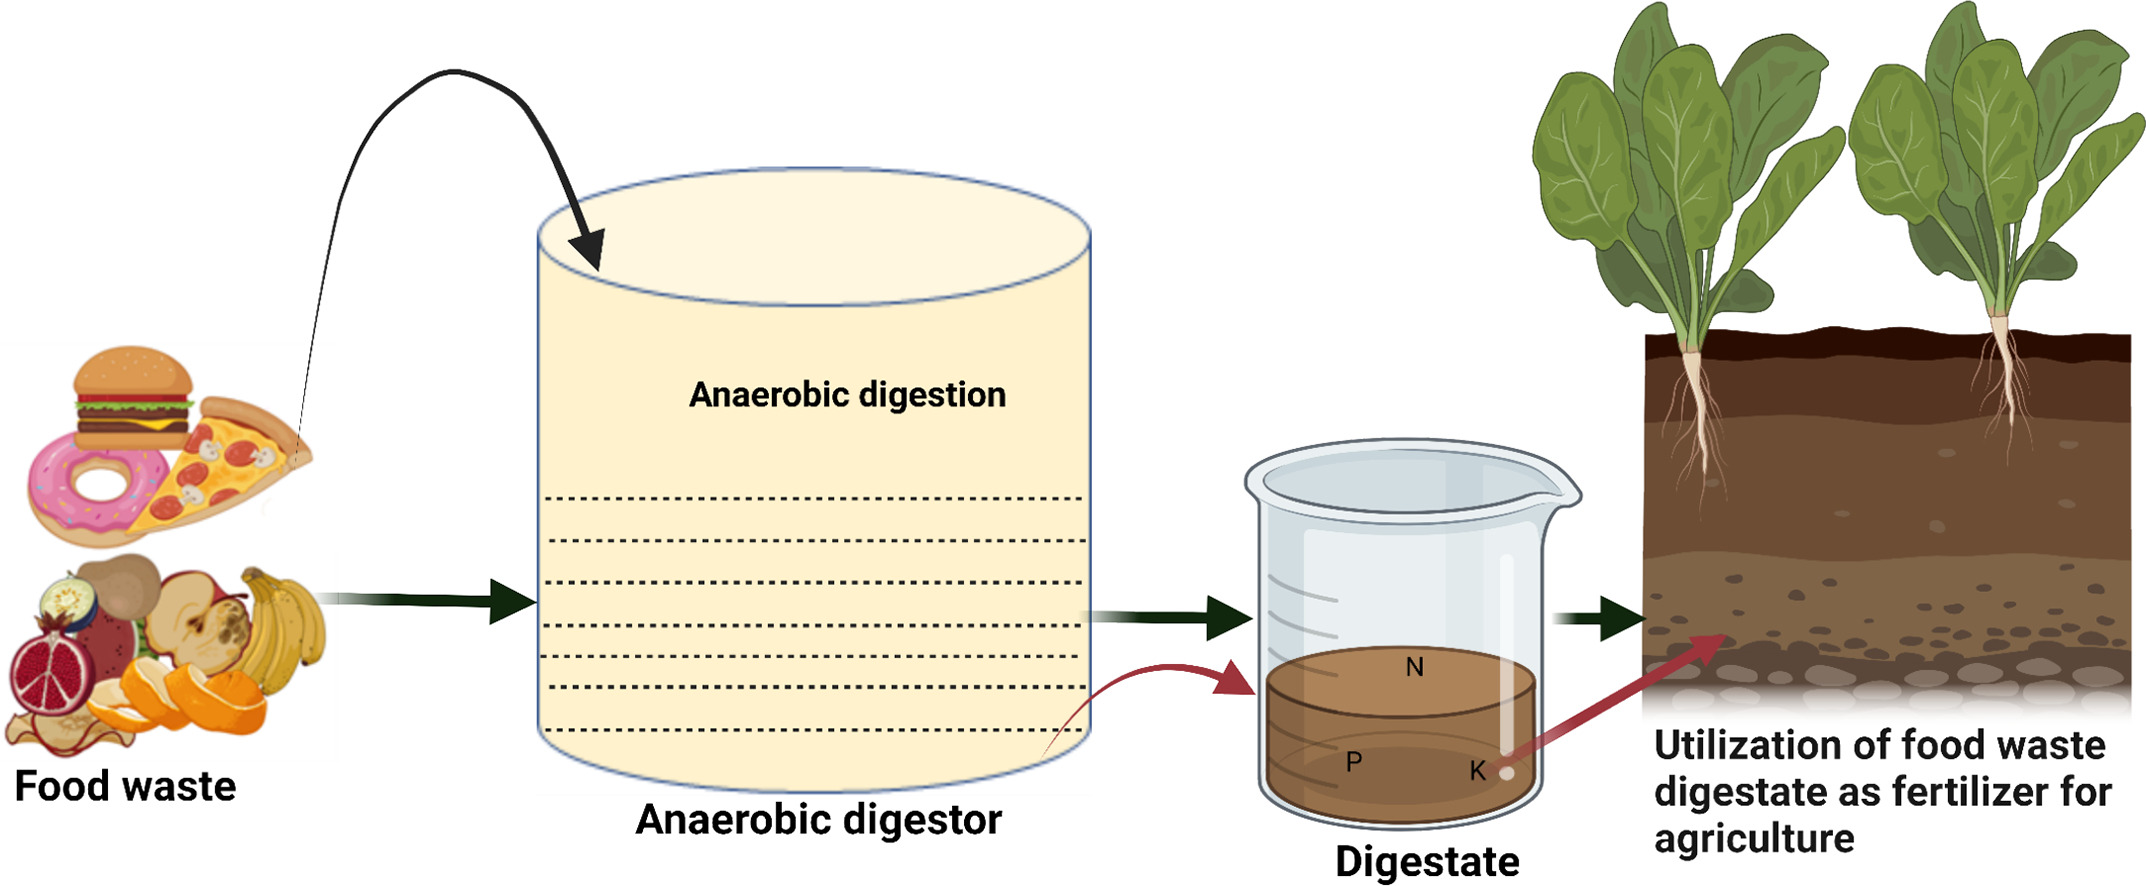 Food waste
Anaerobic digestion
Anaerobic digestor
N
P
K
Digestate
Utilization of food waste
digestate as fertilizer for
agriculture